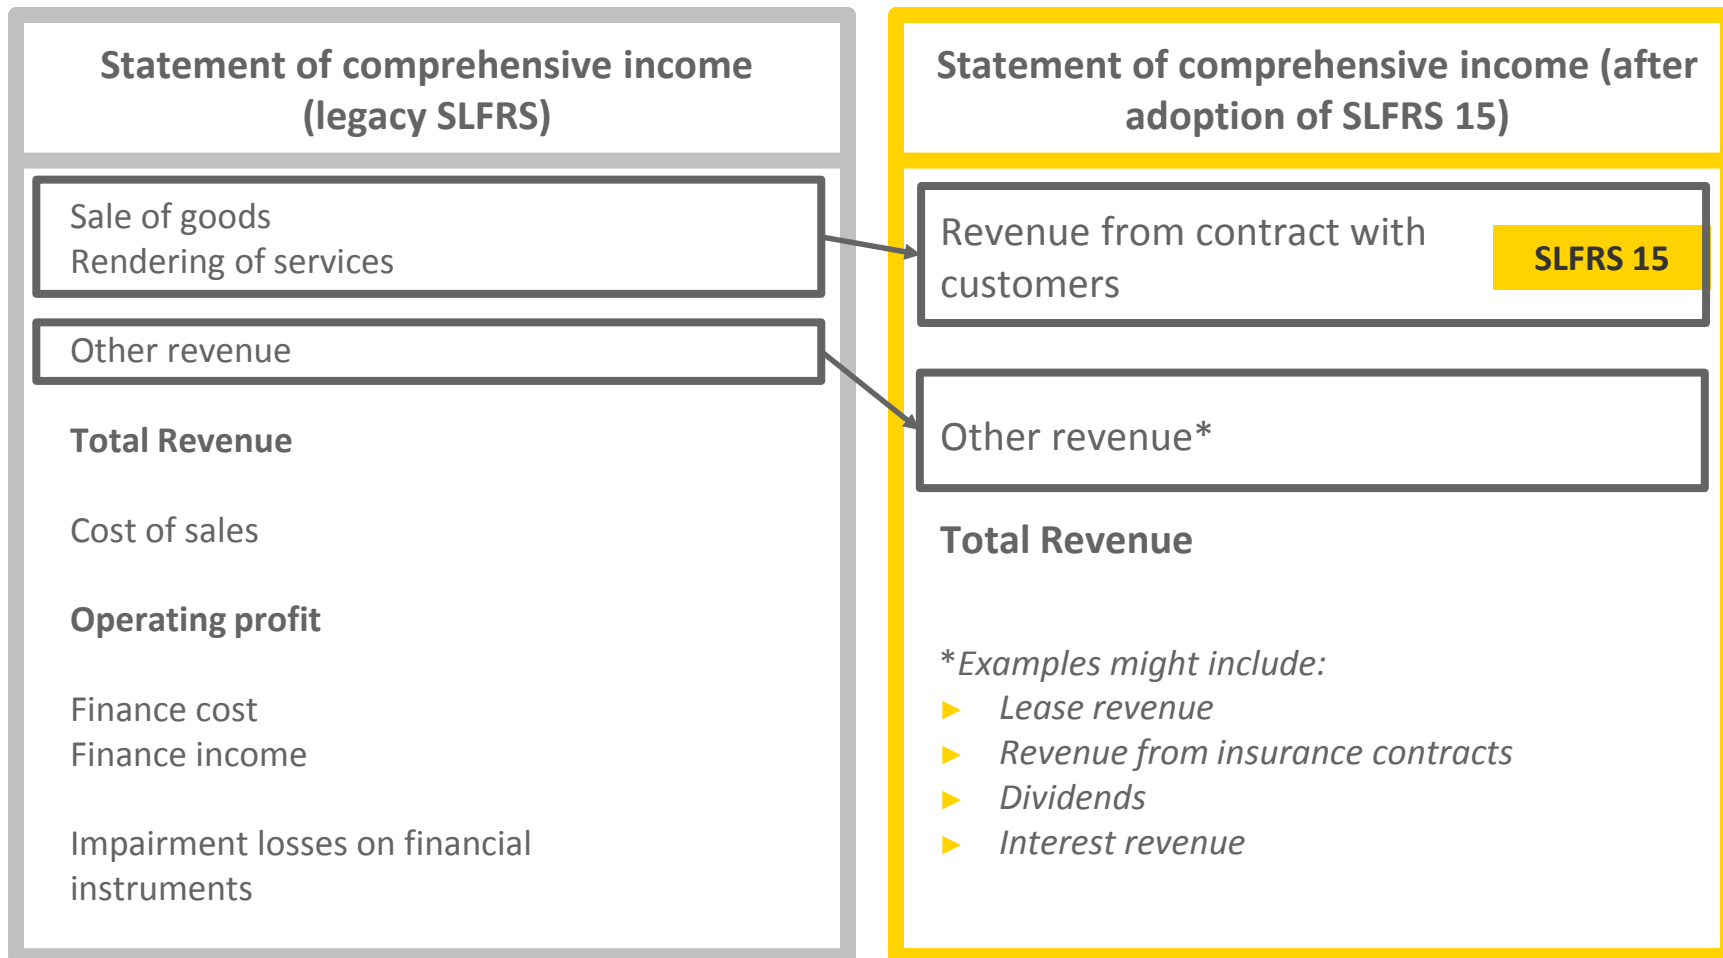 Statement of comprehensive income
(legacy SLFRS)
Sale of goods
Rendering of services
Other revenue
Total Revenue
Cost of sales
Operating profit
Finance cost
Finance income
Impairment losses on financial
instruments
Statement of comprehensive income (after
adoption of SLFRS 15)
Revenue from contract with
customers
SLFRS 15
Other revenue*
Total Revenue
*Examples might include:
► Lease revenue
► Revenue from insurance contracts
► Dividends
► Interest revenue